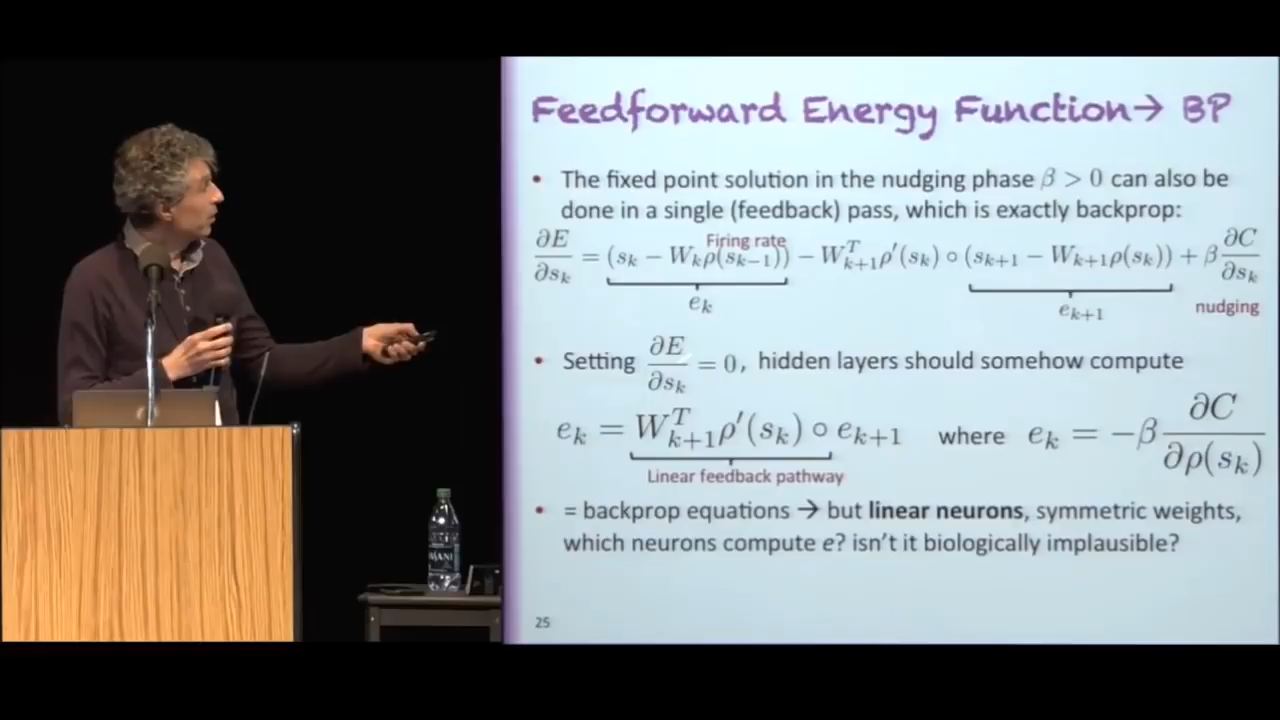 Feedforward Energy Function→ BP
• The fixed point solution in the nudging phase β > 0 can also be
done in a single (feedback) pass, which is exactly backprop:
Firing rate
∂E/∂s_k = (s_k − W_kρ(s_{k−1})) − W^T_{k+1}ρ′(s_k) ∘ (s_{k+1} − W_{k+1}ρ(s_k)) + β ∂C/∂s_k
e_k e_{k+1} nudging
• Setting ∂E/∂s_k = 0, hidden layers should somehow compute
e_k = W^T_{k+1}ρ′(s_k) ∘ e_{k+1} where e_k = −β ∂C/∂ρ(s_k)
Linear feedback pathway
• = backprop equations → but linear neurons, symmetric weights,
which neurons compute e? isn't it biologically implausible?
25